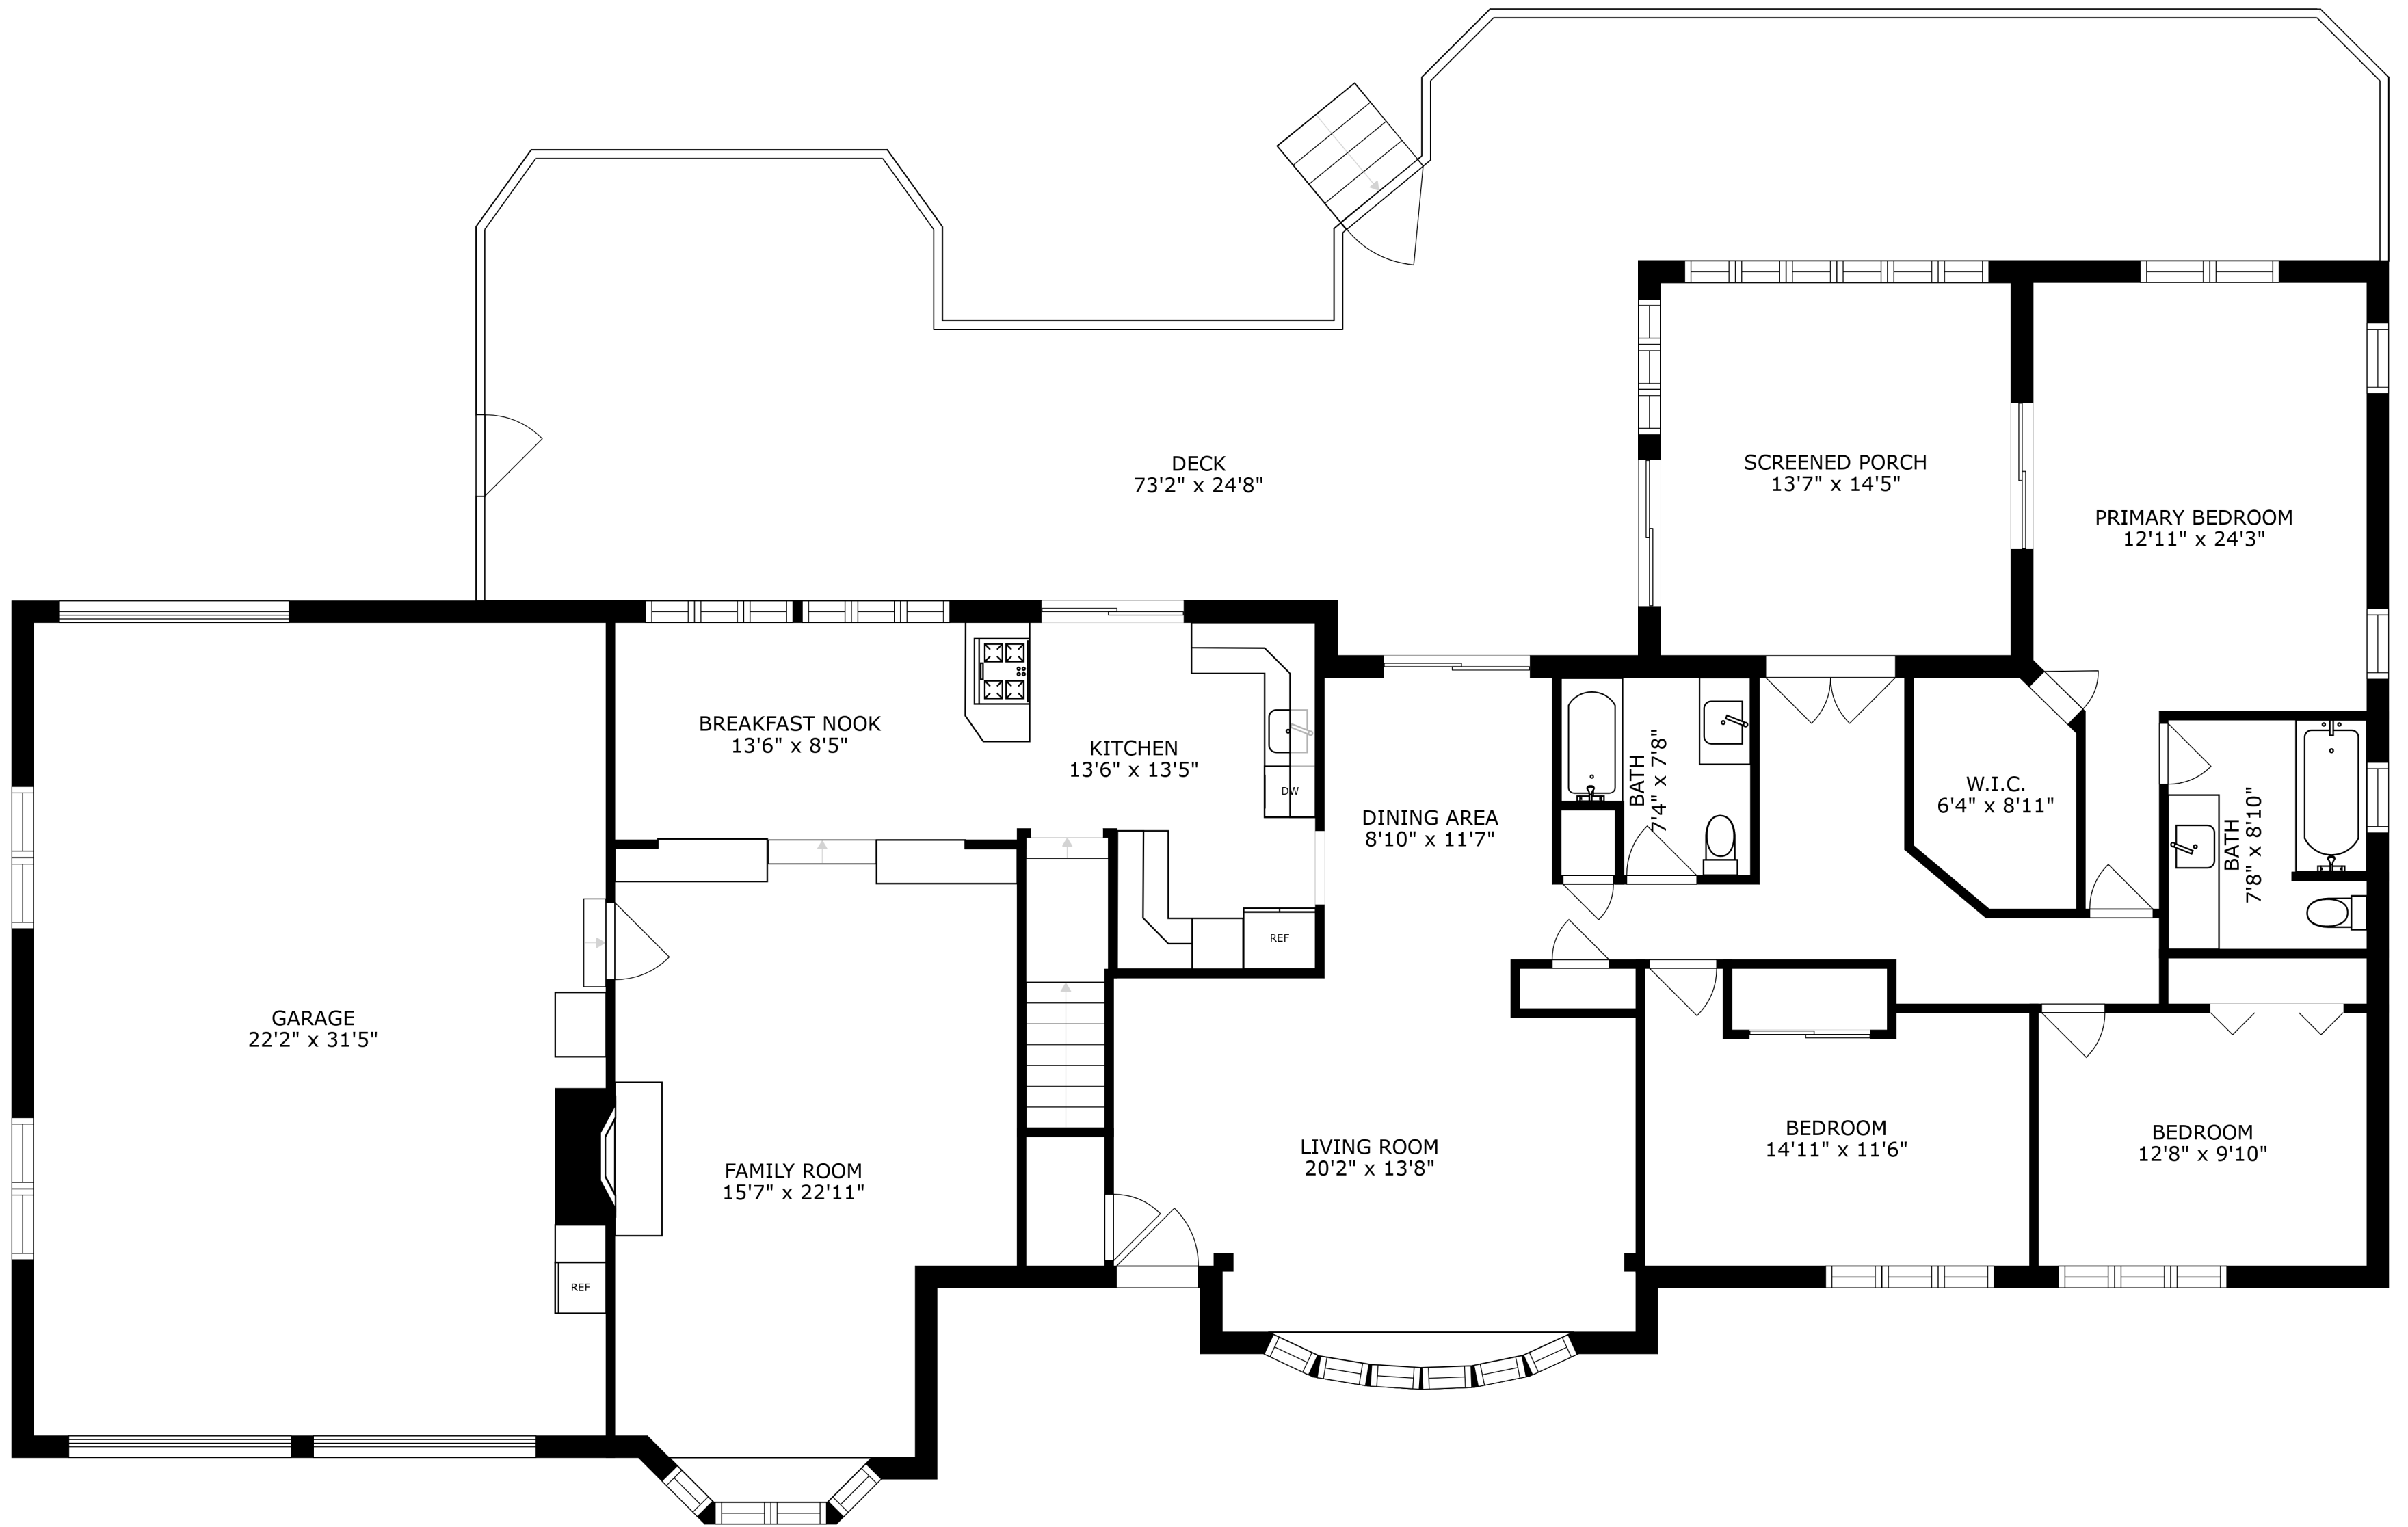 DECK
73'2" x 24'8"
SCREENED PORCH
13'7" x 14'5"
PRIMARY BEDROOM
12'11" x 24'3"
BREAKFAST NOOK
13'6" x 8'5"
KITCHEN
13'6" x 13'5"
DW
REF
DINING AREA
8'10" x 11'7"
BATH
7'4" x 7'8"
W.I.C.
6'4" x 8'11"
BATH
7'8" x 8'10"
GARAGE
22'2" x 31'5"
REF
FAMILY ROOM
15'7" x 22'11"
LIVING ROOM
20'2" x 13'8"
BEDROOM
14'11" x 11'6"
BEDROOM
12'8" x 9'10"